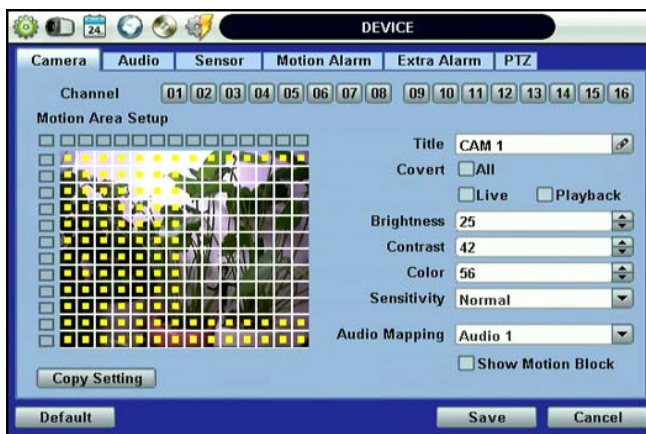 24
DEVICE
Camera Audio Sensor Motion Alarm Extra Alarm PTZ
Channel 01 02 03 04 05 06 07 08 09 10 11 12 13 14 15 16
Motion Area Setup
Title CAM 1
Covert All
Live Playback
Brightness 25
Contrast 42
Color 56
Sensitivity Normal
Audio Mapping Audio 1
Show Motion Block
Copy Setting
Default Save Cancel